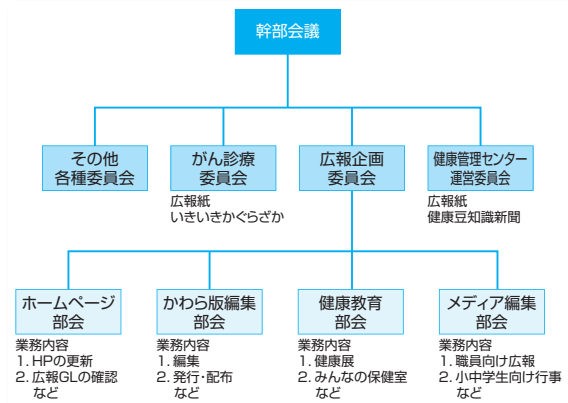 幹部会議
その他
各種委員会
がん診療
委員会
広報紙
いきいきかぐらざか
広報企画
委員会
健康管理センター
運営委員会
広報紙
健康豆知識新聞
ホームページ
部会
業務内容
1. HPの更新
2. 広報GLの確認
など
かわら版編集
部会
業務内容
1. 編集
2. 発行・配布
など
健康教育
部会
業務内容
1. 健康展
2. みんなの保健室
など
メディア編集
部会
業務内容
1. 職員向け広報
2. 小中学生向け行事
など